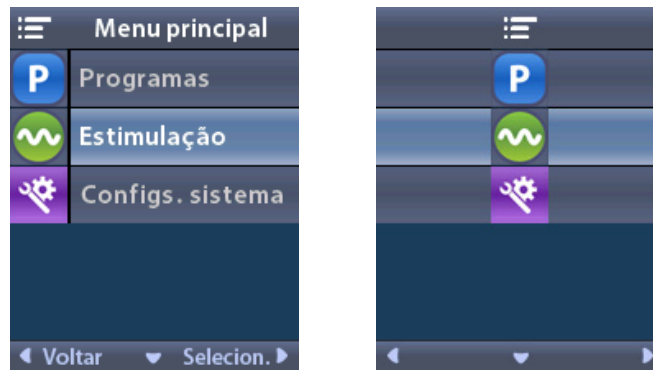 Menu principal
P Programas
Estimulação
Configs. sistema
Voltar Selecion.
P